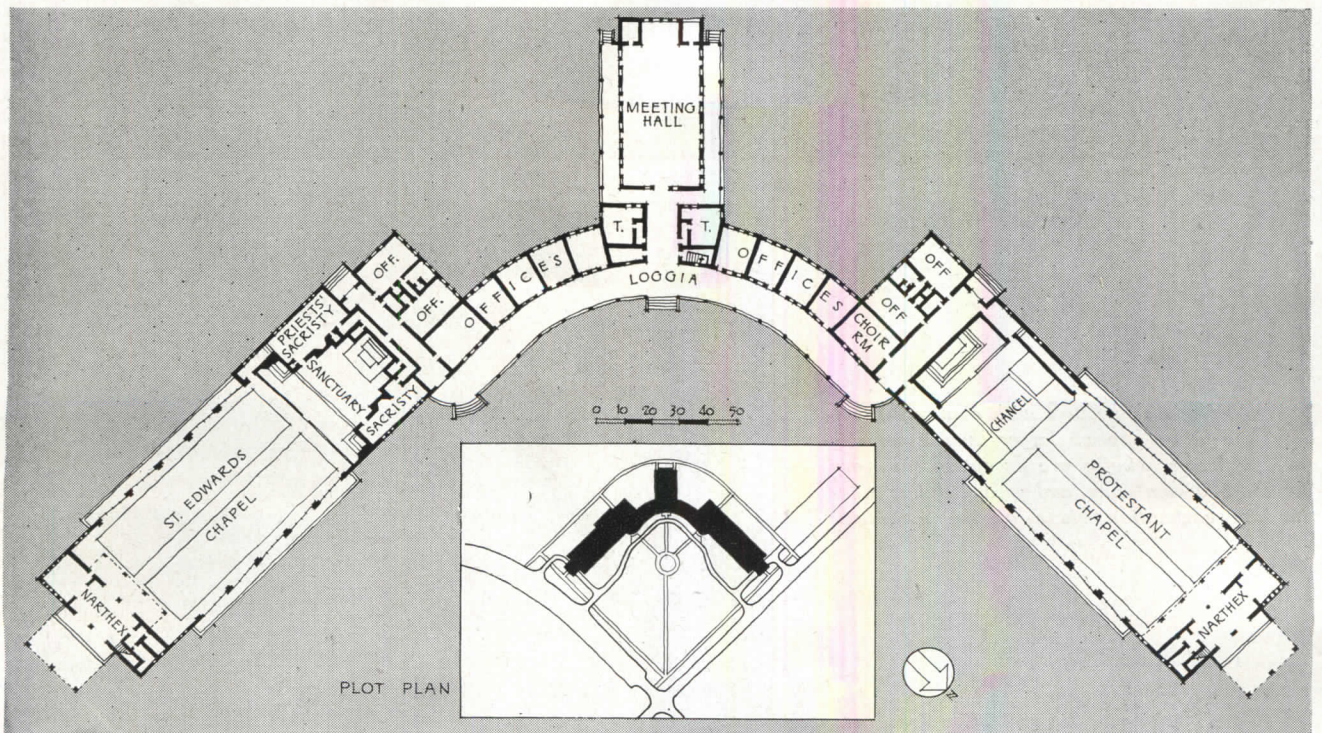 MEETING
HALL
T.
T.
OFFICES
OFFICES
LOGGIA
OFF.
OFF.
PRIESTS'
SACRISTY
SANCTUARY
SACRISTY
ST. EDWARDS
CHAPEL
NARTHEX
OFF
OFF
CHOIR
RM.
CHANCEL
PROTESTANT
CHAPEL
NARTHEX
0 10 20 30 40 50
PLOT PLAN
N